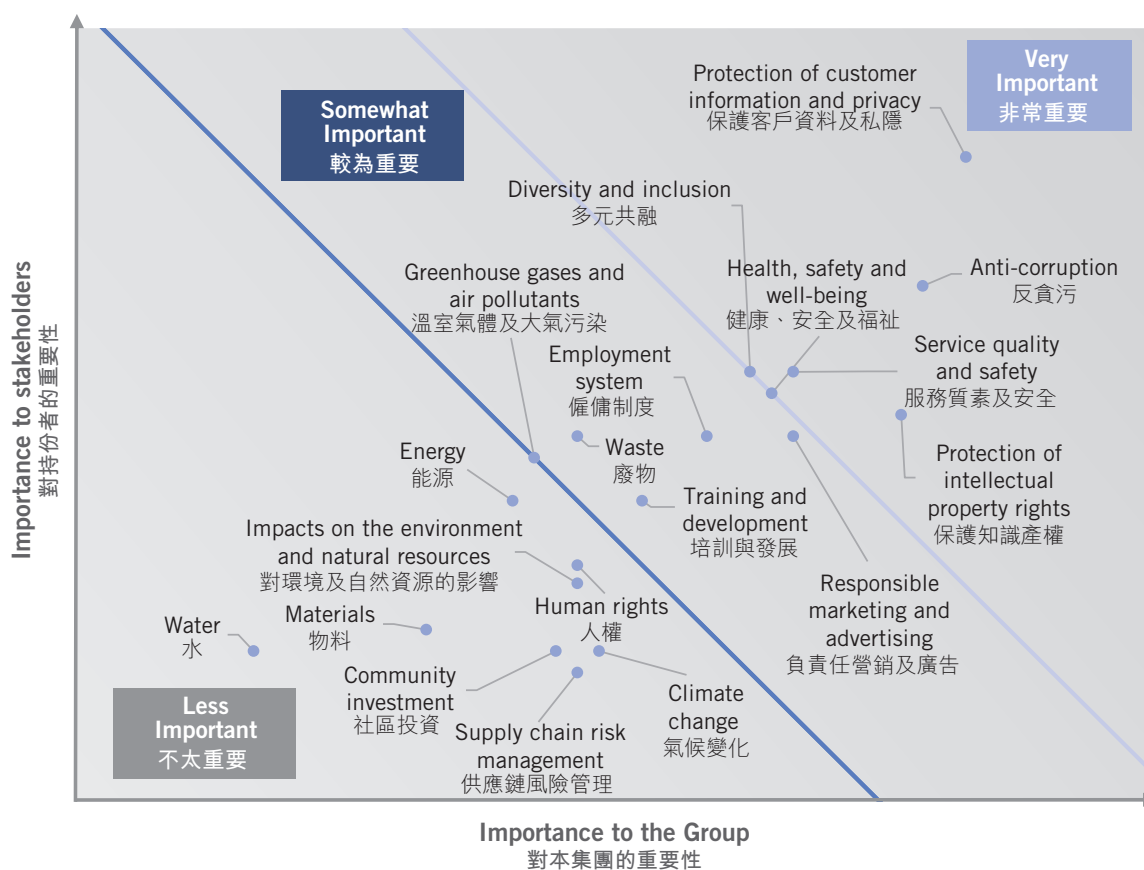 Very
Important
非常重要
Protection of customer
information and privacy
保護客戶資料及私隱
Somewhat
Important
較為重要
Diversity and inclusion
多元共融
Greenhouse gases and
air pollutants
溫室氣體及大氣污染
Health, safety and
well-being
健康、安全及福祉
Anti-corruption
反貪污
Employment
system
僱傭制度
Service quality
and safety
服務質素及安全
Energy
能源
Waste
廢物
Protection of
intellectual
property rights
保護知識產權
Training and
development
培訓與發展
Impacts on the environment
and natural resources
對環境及自然資源的影響
Responsible
marketing and
advertising
負責任營銷及廣告
Water
水
Materials
物料
Human rights
人權
Community
investment
社區投資
Climate
change
氣候變化
Supply chain risk
management
供應鏈風險管理
Less
Important
不太重要
Importance to stakeholders
對持份者的重要性
Importance to the Group
對本集團的重要性